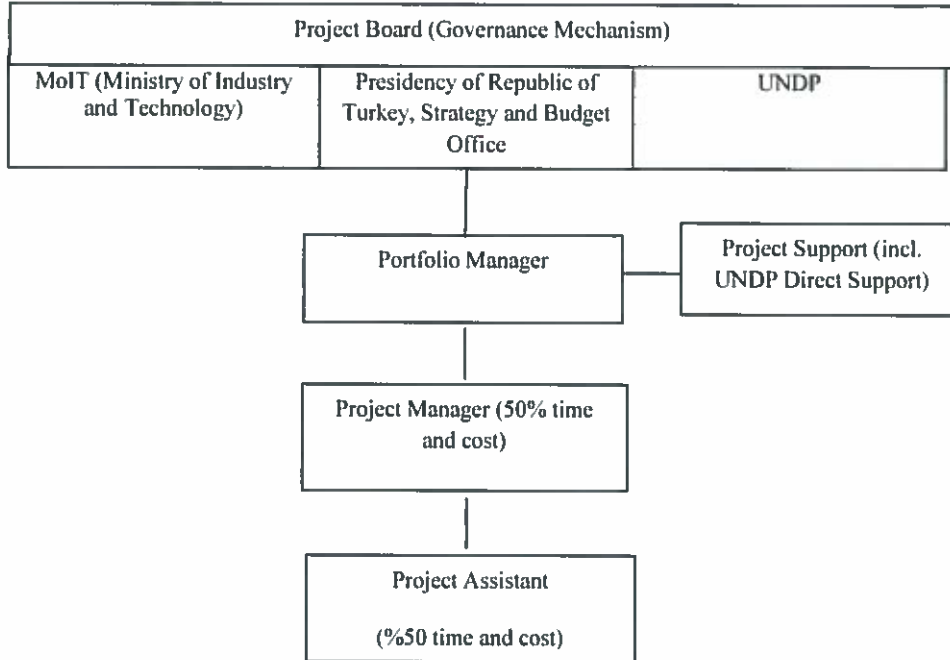 Project Board (Governance Mechanism)
MoIT (Ministry of Industry
and Technology)
Presidency of Republic of
Turkey, Strategy and Budget
Office
UNDP
Portfolio Manager
Project Support (incl.
UNDP Direct Support)
Project Manager (50% time
and cost)
Project Assistant
(%50 time and cost)